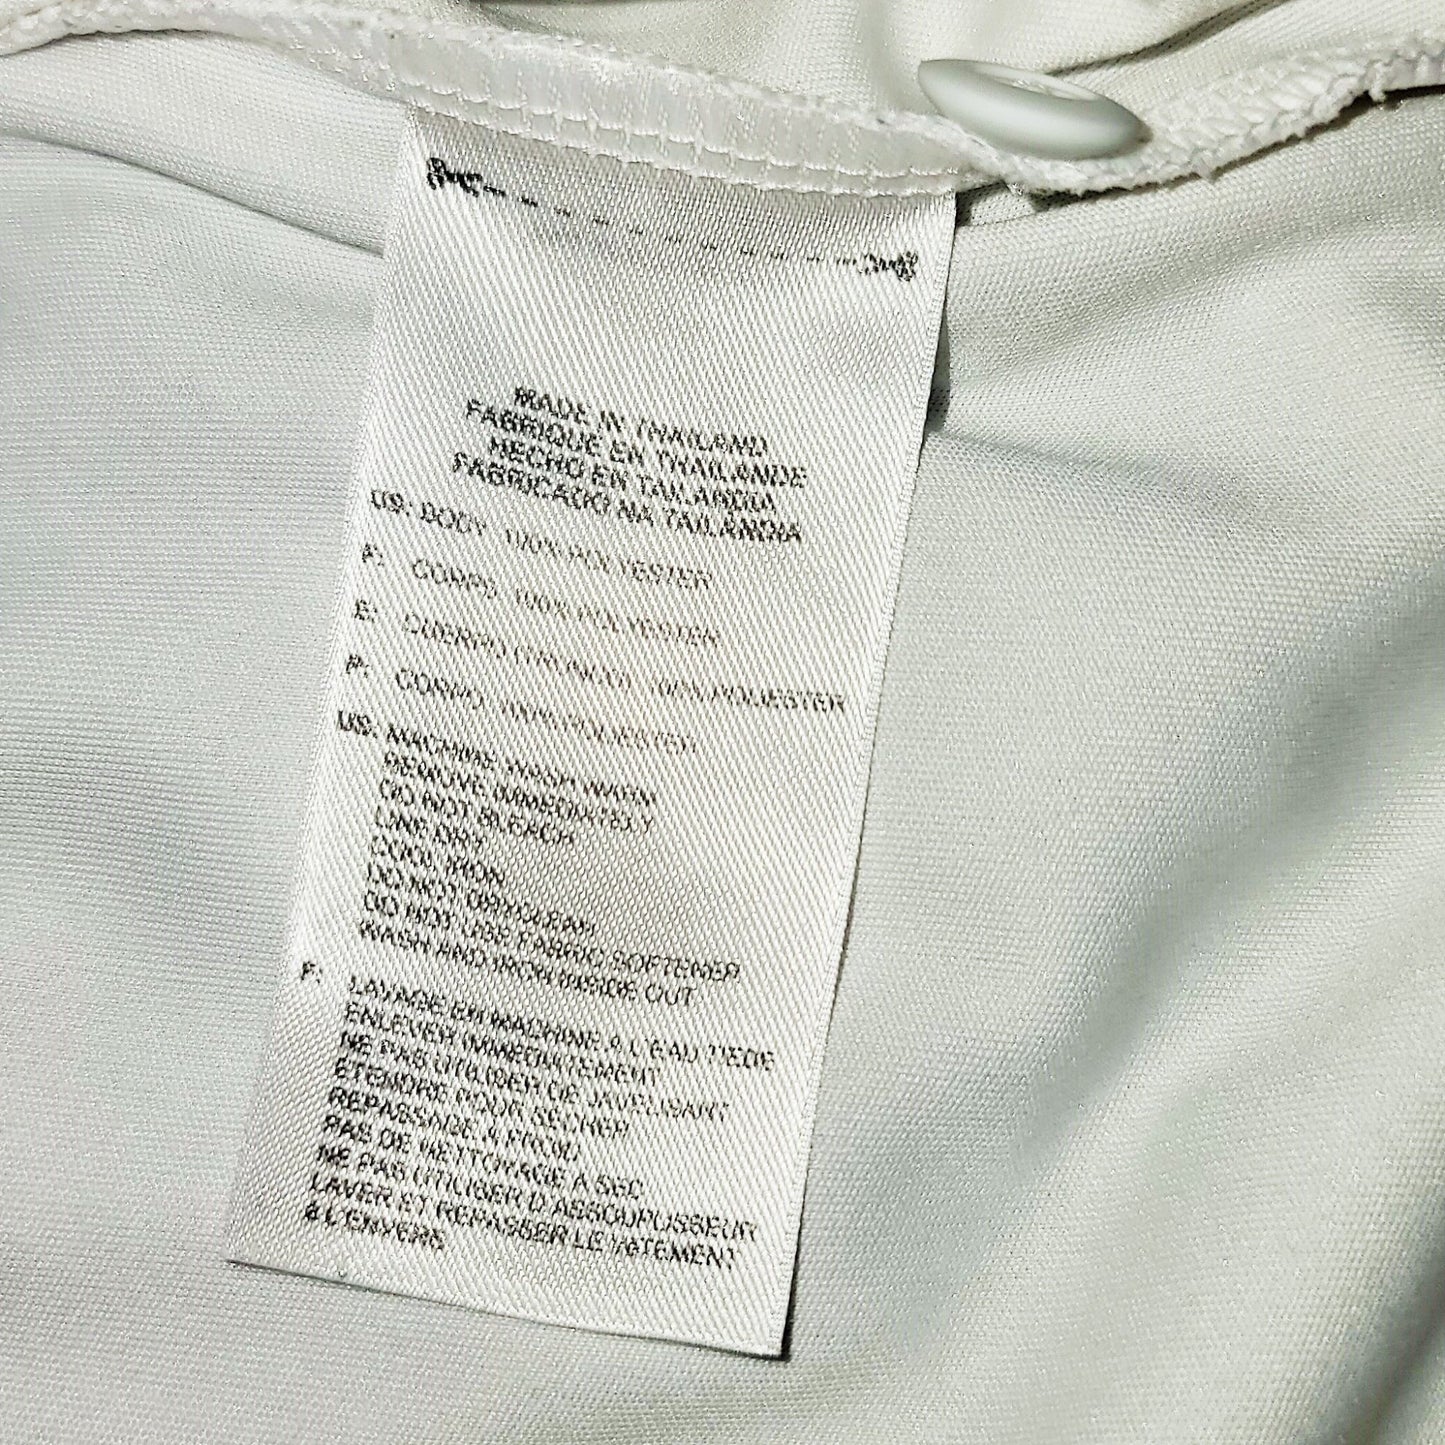 MADE IN THAILAND
FABRIQUE EN THAILANDE
HECHO EN TAILANDIA
FABRICADO NA TAILANDIA
US: BODY 100% POLYESTER
F: CORPS 100% POLYESTER
E: CUERPO (TRONCO) 100% POLIESTER
P: CORPO 100% POLIESTER
US: MACHINE WASH WARM
REMOVE IMMEDIATELY
DO NOT BLEACH
LINE DRY
COOL IRON
DO NOT DRYCLEAN
DO NOT USE FABRIC SOFTENER
WASH AND IRON INSIDE OUT
F: LAVAGE EN MACHINE A L'EAU TIEDE
ENLEVER IMMEDIATEMENT
NE PAS UTILISER DE JAVELISANT
ETENDRE POUR SECHER
REPASSAGE A FROID
PAS DE NETTOYAGE A SEC
NE PAS UTILISER D'ASSOUPLISSEUR
LAVER ET REPASSER LE VÊTEMENT
À L'ENVERS